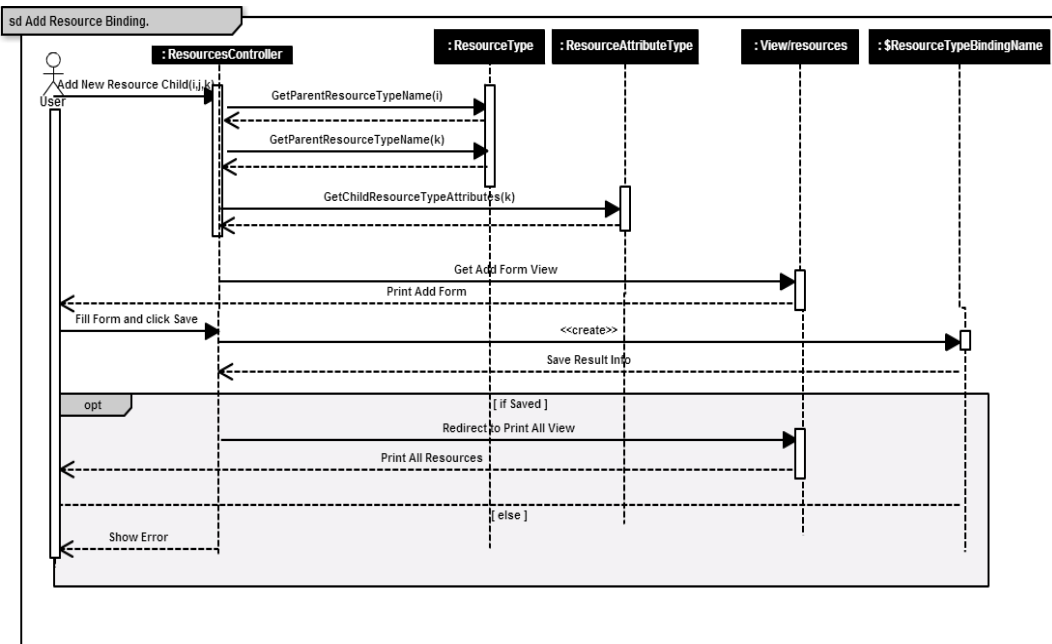 sd Add Resource Binding.
: ResourcesController
: ResourceType
: ResourceAttributeType
: View/resources
: $ResourceTypeBindingName
Add New Resource Child(i,j,k)
User
GetParentResourceTypeName(i)
GetParentResourceTypeName(k)
GetChildResourceTypeAttributes(k)
Get Add Form View
Print Add Form
Fill Form and click Save
<<create>>
Save Result Info
opt
[ if Saved ]
Redirect to Print All View
Print All Resources
[ else ]
Show Error